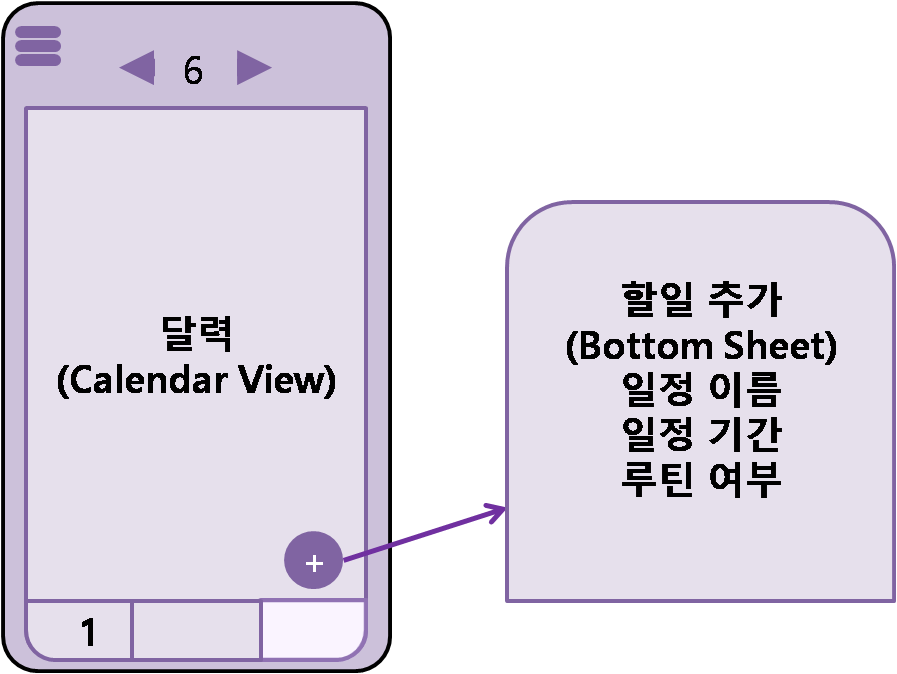 6
달력
(Calendar View)
+
1
할일 추가
(Bottom Sheet)
일정 이름
일정 기간
루틴 여부